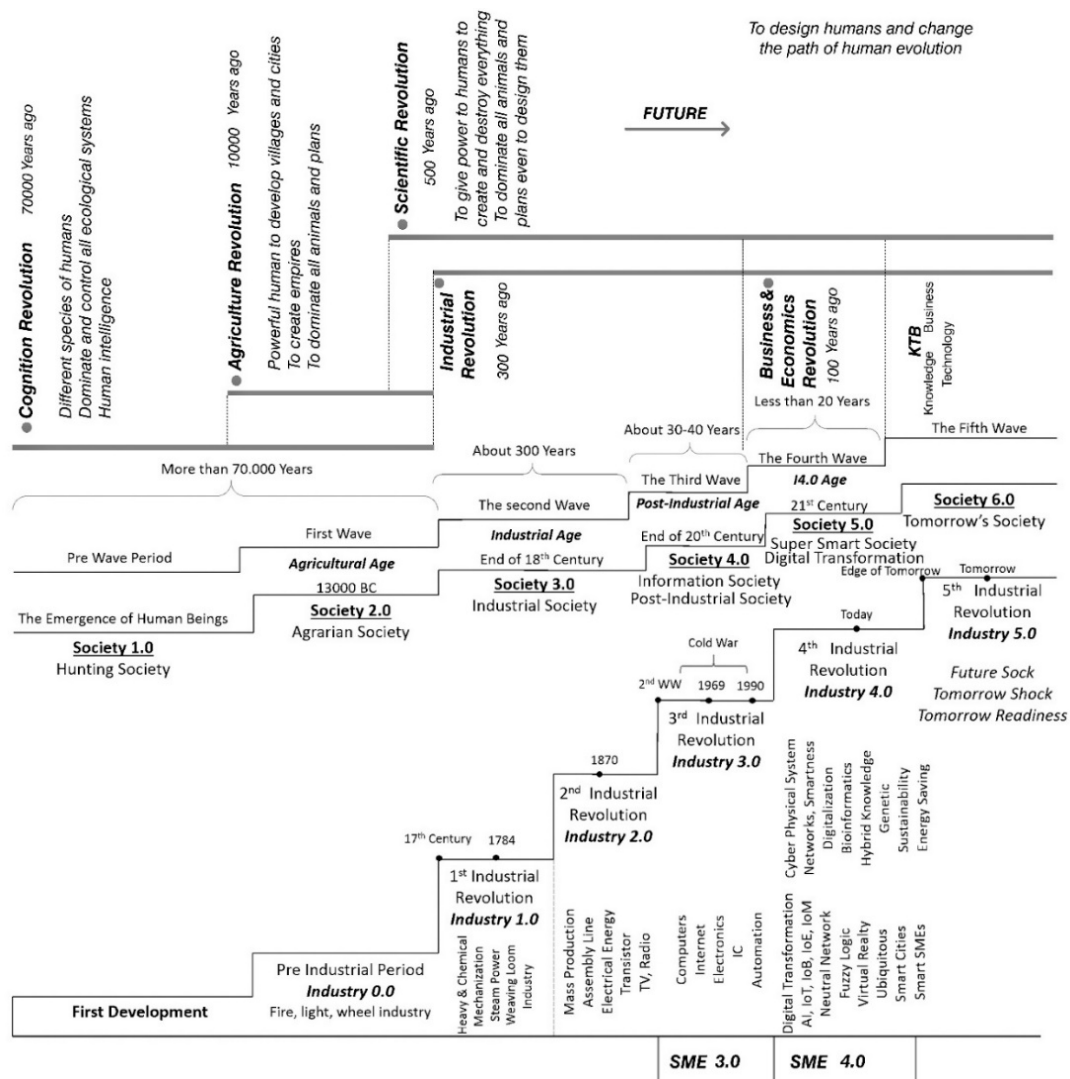 To design humans and change
the path of human evolution
FUTURE
Cognition Revolution 70000 Years ago
Different species of humans
Dominate and control all ecological systems
Human intelligence
Agriculture Revolution 10000 Years ago
Powerful human to develop villages and cities
To create empires
To dominate all animals and plans
Scientific Revolution
500 Years ago
To give power to humans to
create and destroy everything
To dominate all animals and
plans even to design them
Industrial
Revolution
300 Years ago
Business &
Economics
Revolution
100 Years ago
KTB
Knowledge Business
Technology
More than 70.000 Years
About 300 Years
About 30-40 Years
Less than 20 Years
Pre Wave Period
First Wave
Agricultural Age
The second Wave
Industrial Age
The Third Wave
Post-Industrial Age
The Fourth Wave
I4.0 Age
The Fifth Wave
The Emergence of Human Beings
Society 1.0
Hunting Society
13000 BC
Society 2.0
Agrarian Society
End of 18th Century
Society 3.0
Industrial Society
End of 20th Century
Society 4.0
Information Society
Post-Industrial Society
21st Century
Society 5.0
Super Smart Society
Digital Transformation
Society 6.0
Tomorrow's Society
First Development
Pre Industrial Period
Industry 0.0
Fire, light, wheel industry
17th Century
1784
1st Industrial
Revolution
Industry 1.0
Heavy & Chemical
Mechanization
Steam Power
Weaving Loom
Industry
1870
2nd Industrial
Revolution
Industry 2.0
Mass Production
Assembly Line
Electrical Energy
Transistor
TV, Radio
Cold War
2nd WW
1969
1990
3rd Industrial
Revolution
Industry 3.0
Computers
Internet
Electronics
IC
Automation
Today
4th Industrial
Revolution
Industry 4.0
Cyber Physical System
Networks, Smartness
Digitalization
Bioinformatics
Hybrid Knowledge
Genetic
Sustainability
Energy Saving
Digital Transformation
AI, IoT, IoB, IoE, IoM
Neutral Network
Fuzzy Logic
Virtual Realty
Ubiquitous
Smart Cities
Smart SMEs
Edge of Tomorrow
Tomorrow
5th Industrial
Revolution
Industry 5.0
Future Sock
Tomorrow Shock
Tomorrow Readiness
SME 3.0
SME 4.0